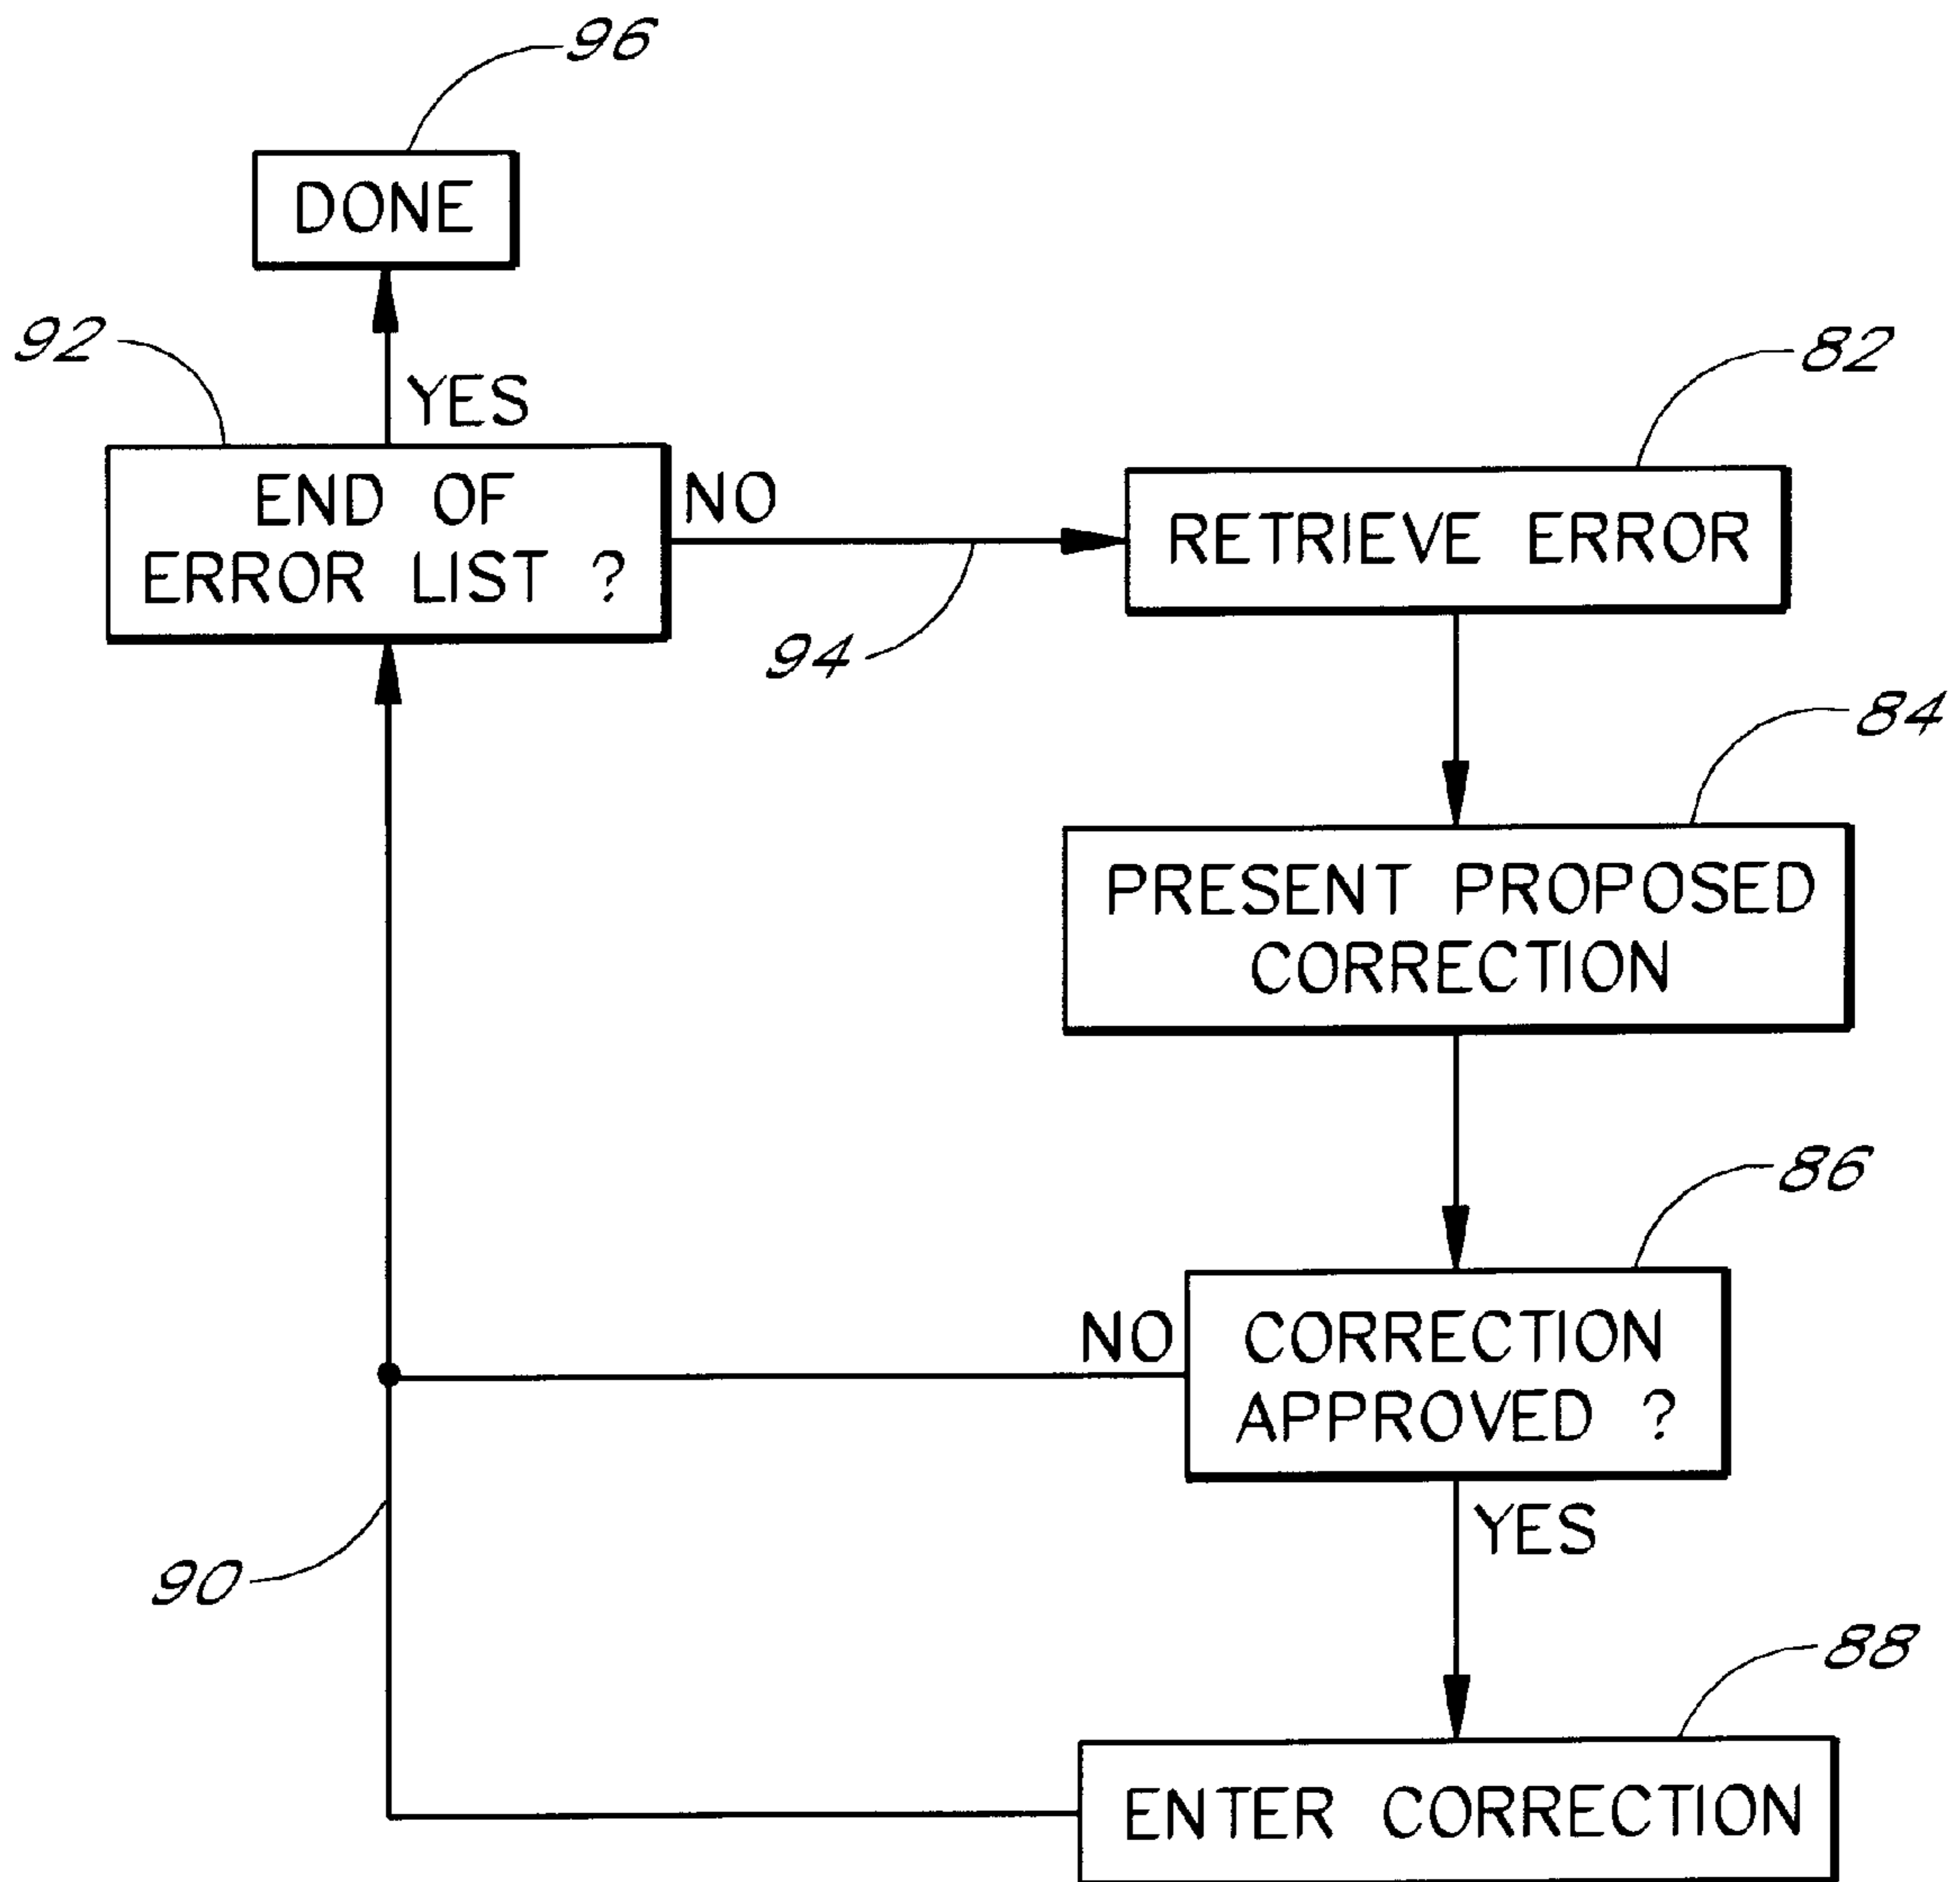 96
DONE
92
YES
82
END OF
ERROR LIST ?
NO
RETRIEVE ERROR
94
84
PRESENT PROPOSED
CORRECTION
86
NO
CORRECTION
APPROVED ?
YES
90
88
ENTER CORRECTION